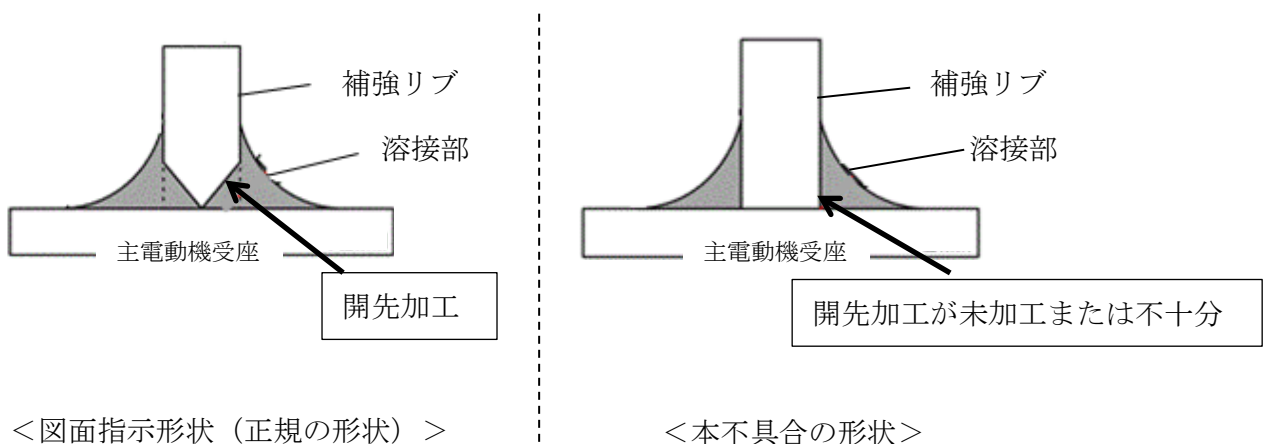 補強リブ
溶接部
主電動機受座
開先加工
＜図面指示形状（正規の形状）＞
補強リブ
溶接部
主電動機受座
開先加工が未加工または不十分
＜本不具合の形状＞